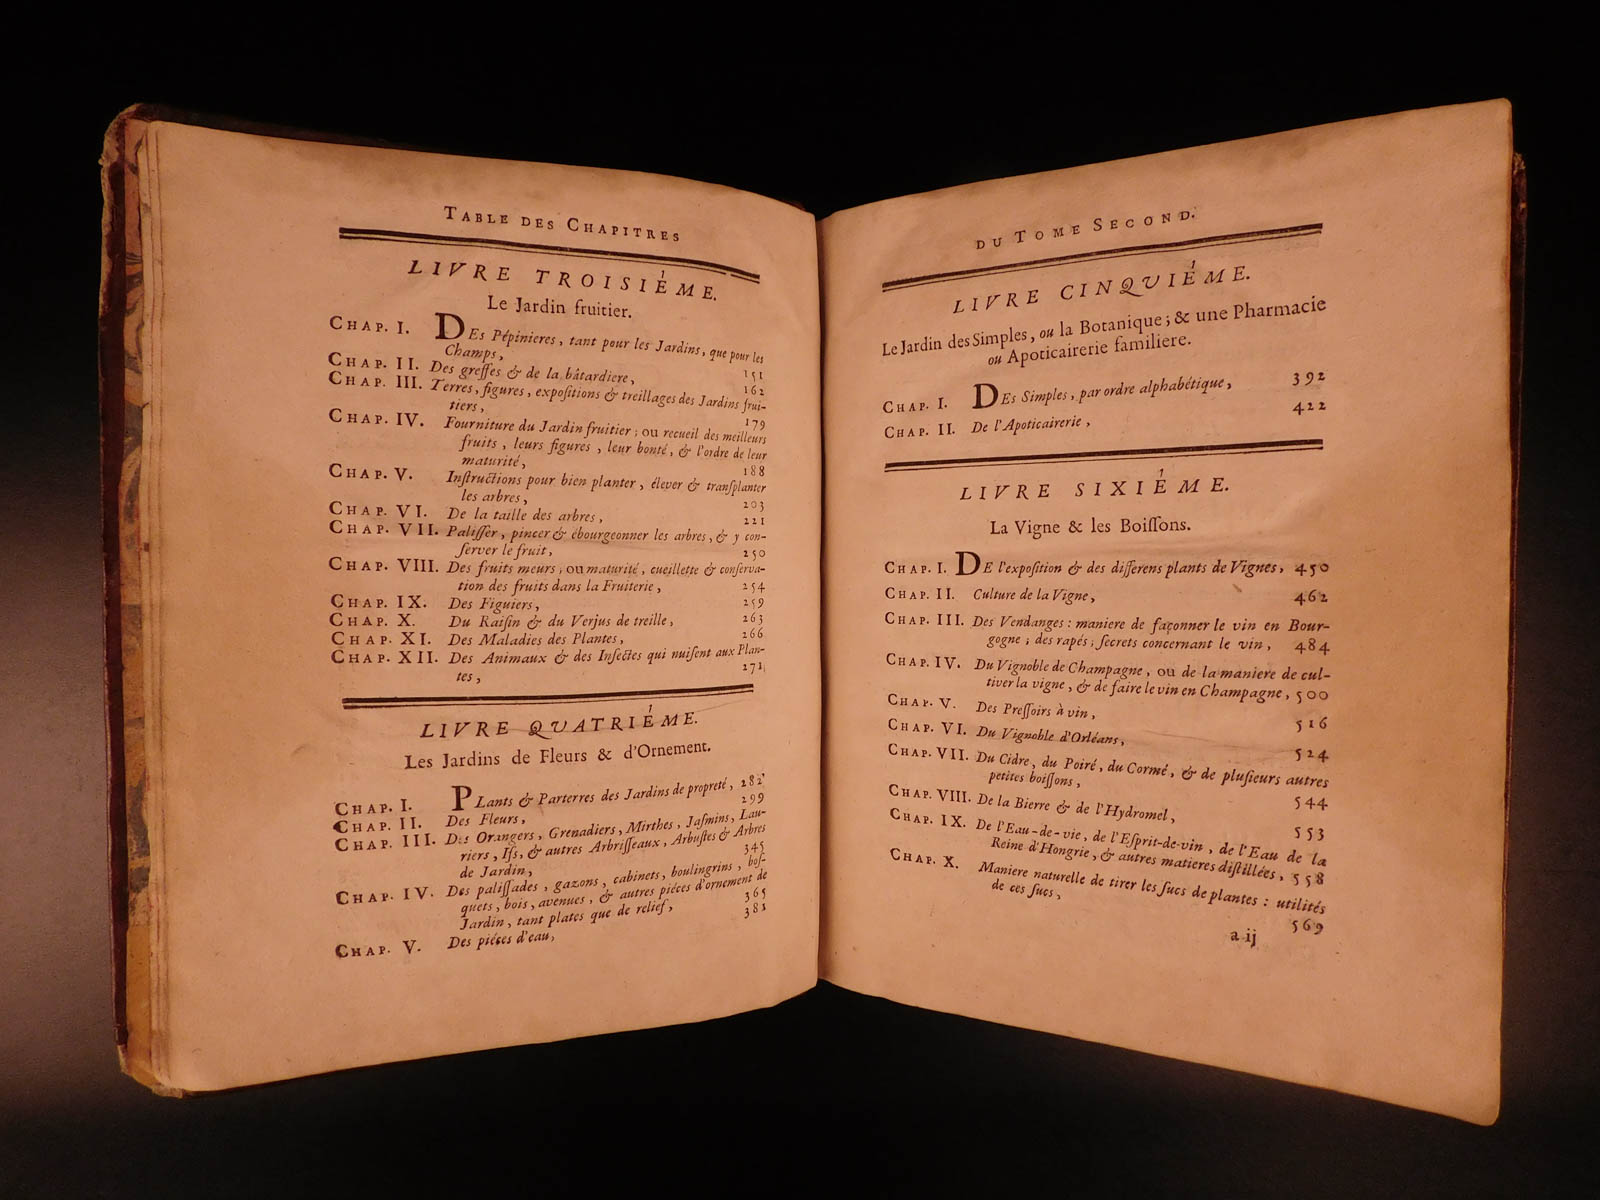 TABLE DES CHAPITRES
LIVRE TROISIÉME.
Le Jardin fruitier.
CHAP. I. DEs Pépinieres, tant pour les Jardins, que pour les
Champs, 151
CHAP. II. Des greffes & de la bâtardiere, 162
CHAP. III. Terres, figures, expoſitions & treillages des Jardins frui-
tiers, 179
CHAP. IV. Fourniture du Jardin fruitier; ou recueil des meilleurs
fruits, leurs figures, leur bonté, & l'ordre de leur
maturité, 188
CHAP. V. Inſtructions pour bien planter, élever & tranſplanter
les arbres, 203
CHAP. VI. De la taille des arbres, 221
CHAP. VII. Paliſſer, pincer & ébourgeonner les arbres, & y con-
ſerver le fruit, 250
CHAP. VIII. Des fruits meurs; ou maturité, cueillette & conſerva-
tion des fruits dans la Fruiterie, 254
CHAP. IX. Des Figuiers, 259
CHAP. X. Du Raiſin & du Verjus de treille, 263
CHAP. XI. Des Maladies des Plantes, 266
CHAP. XII. Des Animaux & des Inſectes qui nuiſent aux Plan-
tes, 271
LIVRE QUATRIÉME.
Les Jardins de Fleurs & d'Ornement.
CHAP. I. PLants & Parterres des Jardins de propreté, 282
CHAP. II. Des Fleurs, 299
CHAP. III. Des Orangers, Grenadiers, Mirthes, Jaſmins, Lau-
riers, Ifs, & autres Arbriſſeaux, Arbuſtes & Arbres
de Jardin, 345
CHAP. IV. Des paliſſades, gazons, cabinets, boulingrins, boſ-
quets, bois, avenues, & autres piéces d'ornement de
Jardin, tant plates que de relief, 365
CHAP. V. Des piéces d'eau, 381
DU TOME SECOND.
LIVRE CINQUIÉME.
Le Jardin des Simples, ou la Botanique; & une Pharmacie
ou Apoticairerie familiere.
CHAP. I. DEs Simples, par ordre alphabétique, 392
CHAP. II. De l'Apoticairerie, 422
LIVRE SIXIÉME.
La Vigne & les Boiſſons.
CHAP. I. DE l'expoſition & des differens plants de Vignes, 450
CHAP. II. Culture de la Vigne, 462
CHAP. III. Des Vendanges: maniere de façonner le vin en Bour-
gogne; des rapés; ſecrets concernant le vin, 484
CHAP. IV. Du Vignoble de Champagne, ou de la maniere de cul-
tiver la vigne, & de faire le vin en Champagne, 500
CHAP. V. Des Preſſoirs à vin, 516
CHAP. VI. Du Vignoble d'Orléans, 524
CHAP. VII. Du Cidre, du Poiré, du Cormé, & de pluſieurs autres
petites boiſſons, 544
CHAP. VIII. De la Bierre & de l'Hydromel, 553
CHAP. IX. De l'Eau-de-vie, de l'Eſprit-de-vin, de l'Eau de la
Reine d'Hongrie, & autres matieres diſtillées, 558
CHAP. X. Maniere naturelle de tirer les ſucs de plantes: utilités
de ces ſucs, 569
a ij